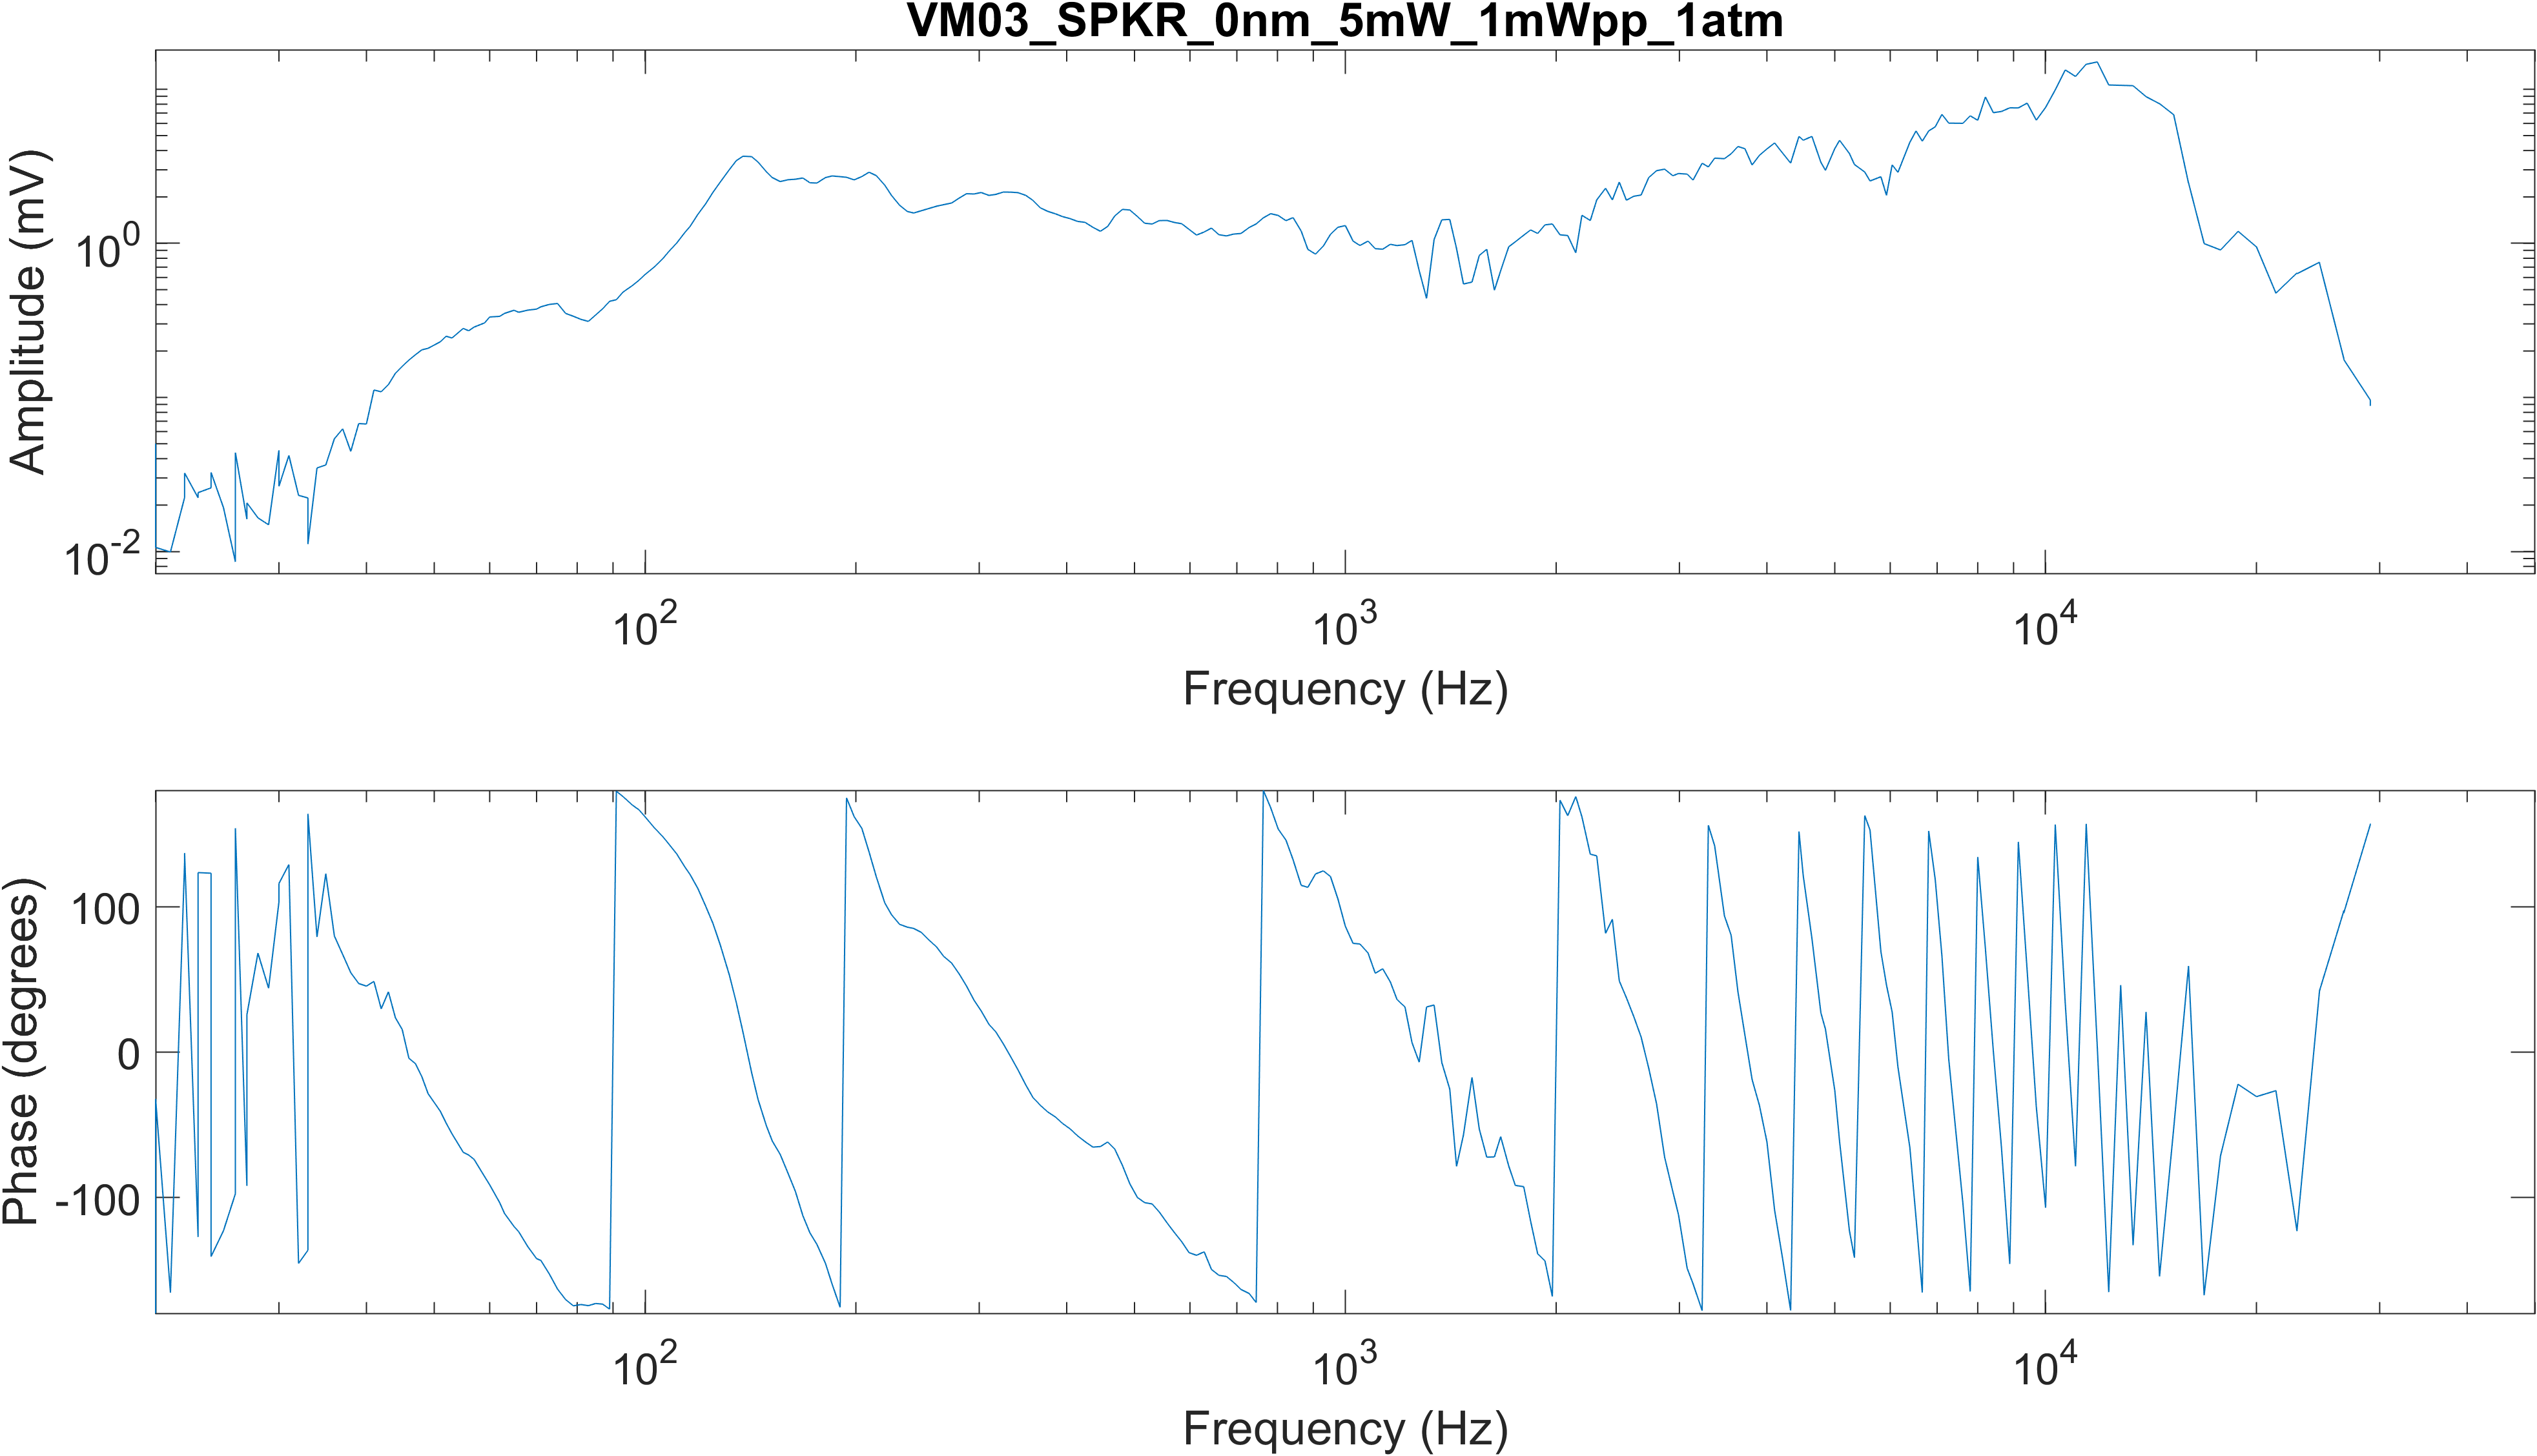 VM03_SPKR_0nm_5mW_1mWpp_1atm
Amplitude (mV)
10^0
10^-2
10^2
10^3
10^4
Frequency (Hz)
Phase (degrees)
100
0
-100
10^2
10^3
10^4
Frequency (Hz)